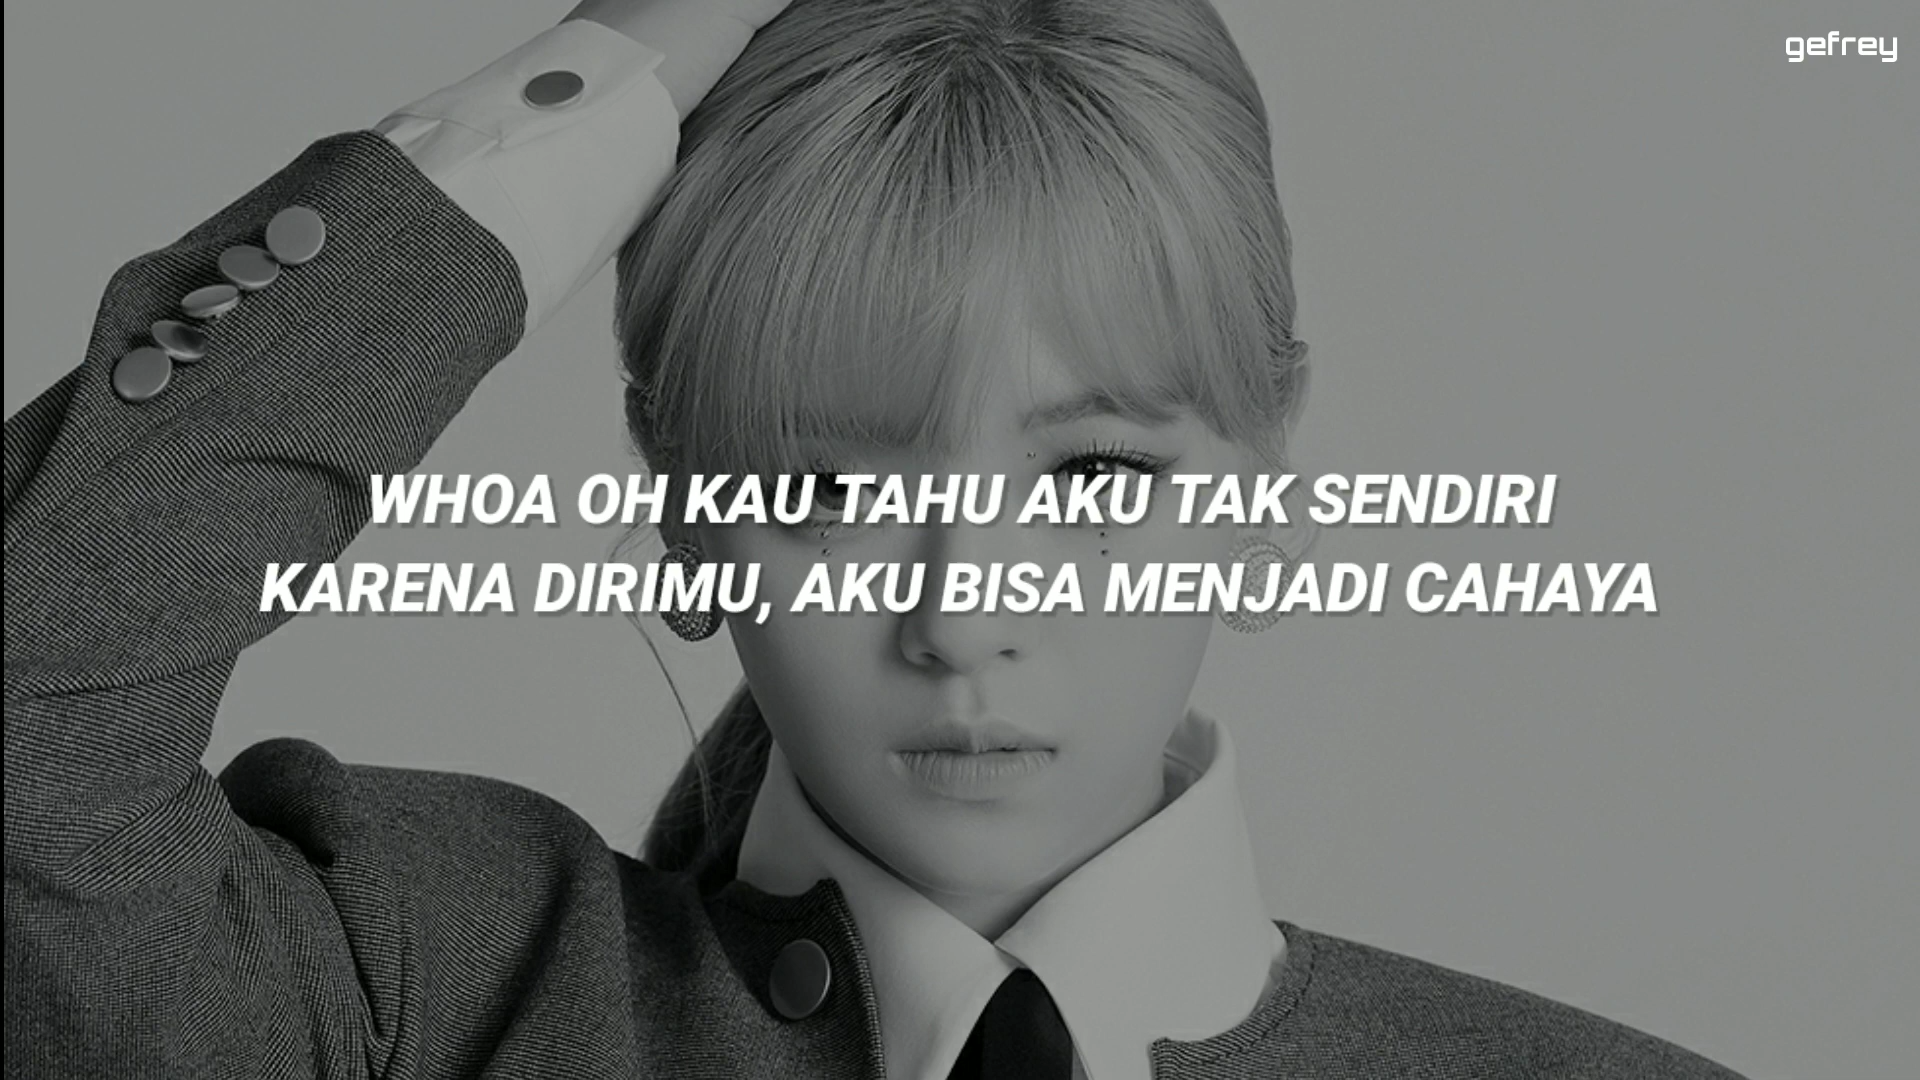 gefrey
WHOA OH KAU TAHU AKU TAK SENDIRI
KARENA DIRIMU, AKU BISA MENJADI CAHAYA